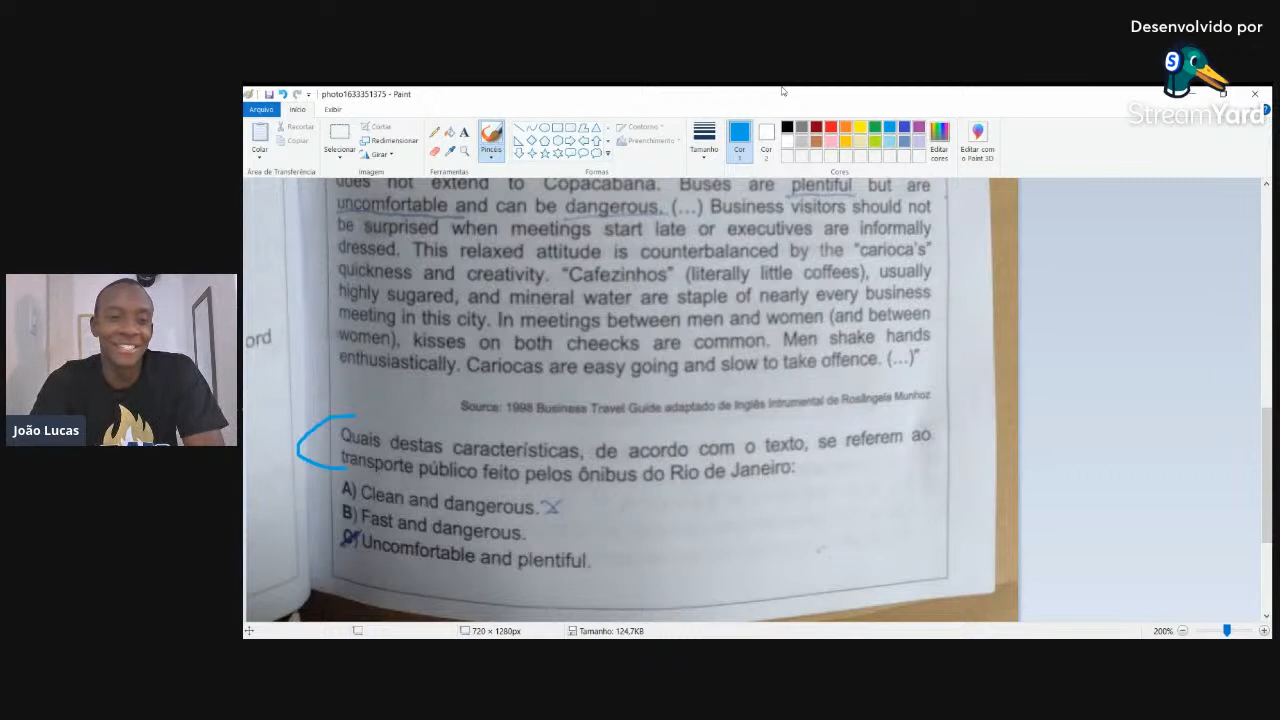 Desenvolvido por
S
StreamYard
photo1633351375 - Paint
Arquivo
Início
Exibir
Colar
Recortar
Copiar
Área de Transferência
Selecionar
Cortar
Redimensionar
Girar
Imagem
A
Ferramentas
Pincéis
Contorno
Preenchimento
Formas
Tamanho
Cor
1
Cor
2
Cores
Editar
cores
Editar com
o Paint 3D
does not extend to Copacabana. Buses are plentiful but are
uncomfortable and can be dangerous. (...) Business visitors should not
be surprised when meetings start late or executives are informally
dressed. This relaxed attitude is counterbalanced by the “carioca's”
quickness and creativity. “Cafezinhos” (literally little coffees), usually
highly sugared, and mineral water are staple of nearly every business
meeting in this city. In meetings between men and women (and between
women), kisses on both cheecks are common. Men shake hands
enthusiastically. Cariocas are easy going and slow to take offence. (...)”
Source: 1998 Business Travel Guide adaptado de Inglês Intrumental de Rosângela Munhoz
Quais destas características, de acordo com o texto, se referem ao
transporte público feito pelos ônibus do Rio de Janeiro:
A) Clean and dangerous. X
B) Fast and dangerous.
C) Uncomfortable and plentiful.
ord
João Lucas
720 × 1280px
Tamanho: 124,7KB
200%